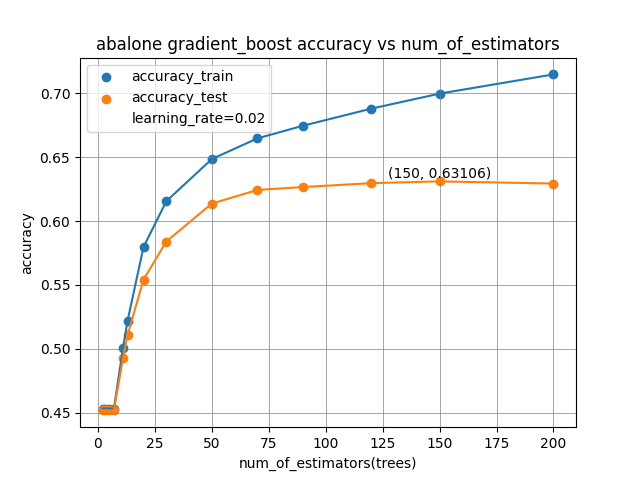 abalone gradient_boost accuracy vs num_of_estimators
accuracy_train
accuracy_test
learning_rate=0.02
(150, 0.63106)
accuracy
0.70
0.65
0.60
0.55
0.50
0.45
0 25 50 75 100 125 150 175 200
num_of_estimators(trees)